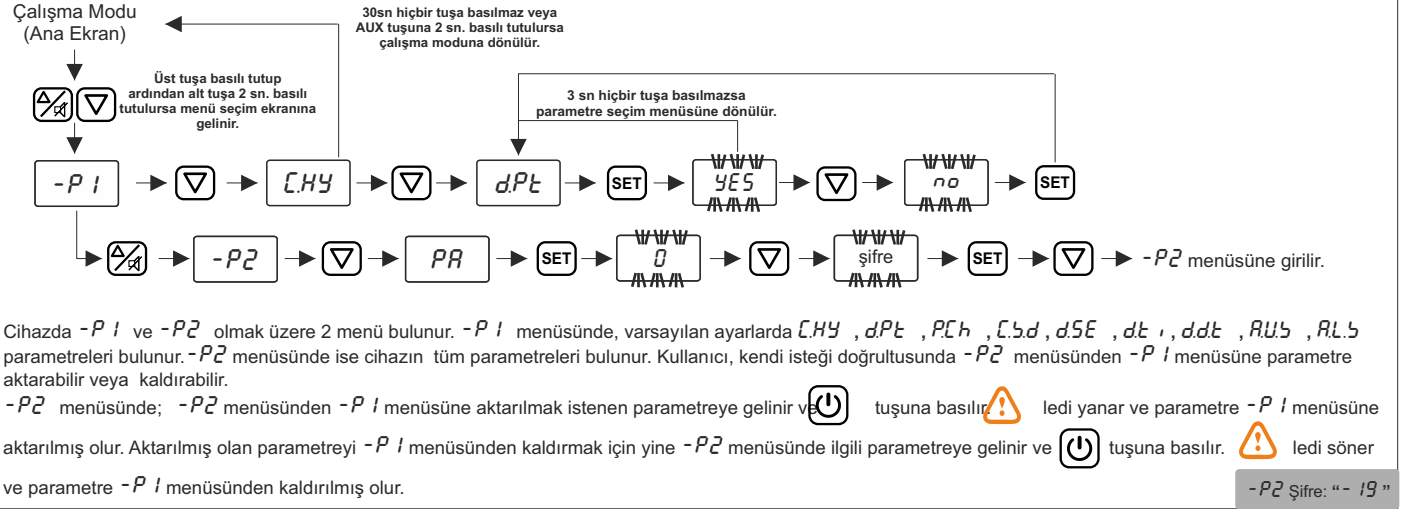 Çalışma Modu
(Ana Ekran)
30sn hiçbir tuşa basılmaz veya
AUX tuşuna 2 sn. basılı tutulursa
çalışma moduna dönülür.
Üst tuşa basılı tutup
ardından alt tuşa 2 sn. basılı
tutulursa menü seçim ekranına
gelinir.
3 sn hiçbir tuşa basılmazsa
parametre seçim menüsüne dönülür.
-P1 C.HY d.Pt SET YES no SET
-P2 PA SET 0 şifre SET -P2 menüsüne girilir.
Cihazda -P1 ve -P2 olmak üzere 2 menü bulunur. -P1 menüsünde, varsayılan ayarlarda C.HY , d.Pt , P.Ch , C.5.d , d.SE , d.t i , d.d.t , A.U.5 , A.L.5
parametreleri bulunur. -P2 menüsünde ise cihazın tüm parametreleri bulunur. Kullanıcı, kendi isteği doğrultusunda -P2 menüsünden -P1 menüsüne parametre
aktarabilir veya kaldırabilir.
-P2 menüsünde; -P2 menüsünden -P1 menüsüne aktarılmak istenen parametreye gelinir ve tuşuna basılır. ledi yanar ve parametre -P1 menüsüne
aktarılmış olur. Aktarılmış olan parametreyi -P1 menüsünden kaldırmak için yine -P2 menüsünde ilgili parametreye gelinir ve tuşuna basılır. ledi söner
ve parametre -P1 menüsünden kaldırılmış olur.
-P2 Şifre: “- 19 ”